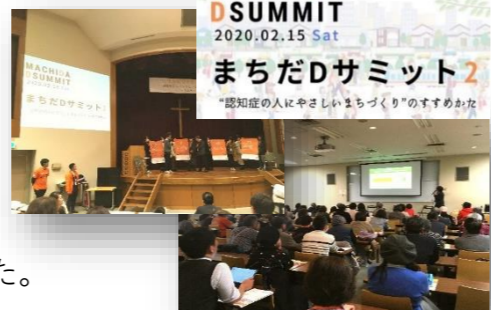 DSUMMIT
2020.02.15 Sat
まちだDサミット2
“認知症の人にやさしいまちづくり”のすすめかた
MACHIDA
DSUMMIT
まちだDサミット
た。